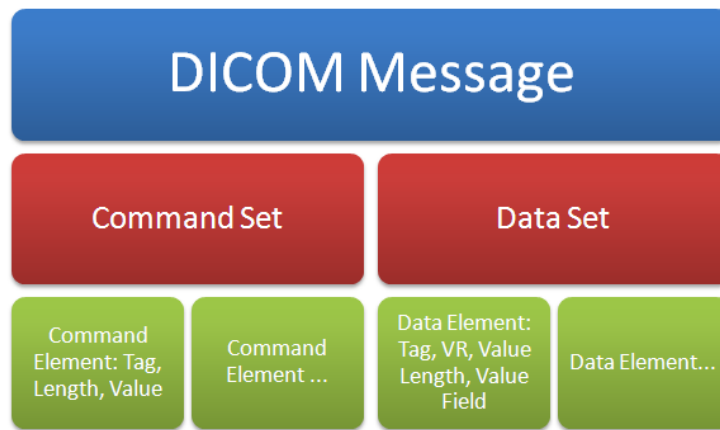 DICOM Message
Command Set
Data Set
Command
Element: Tag,
Length, Value
Command
Element ...
Data Element:
Tag, VR, Value
Length, Value
Field
Data Element...